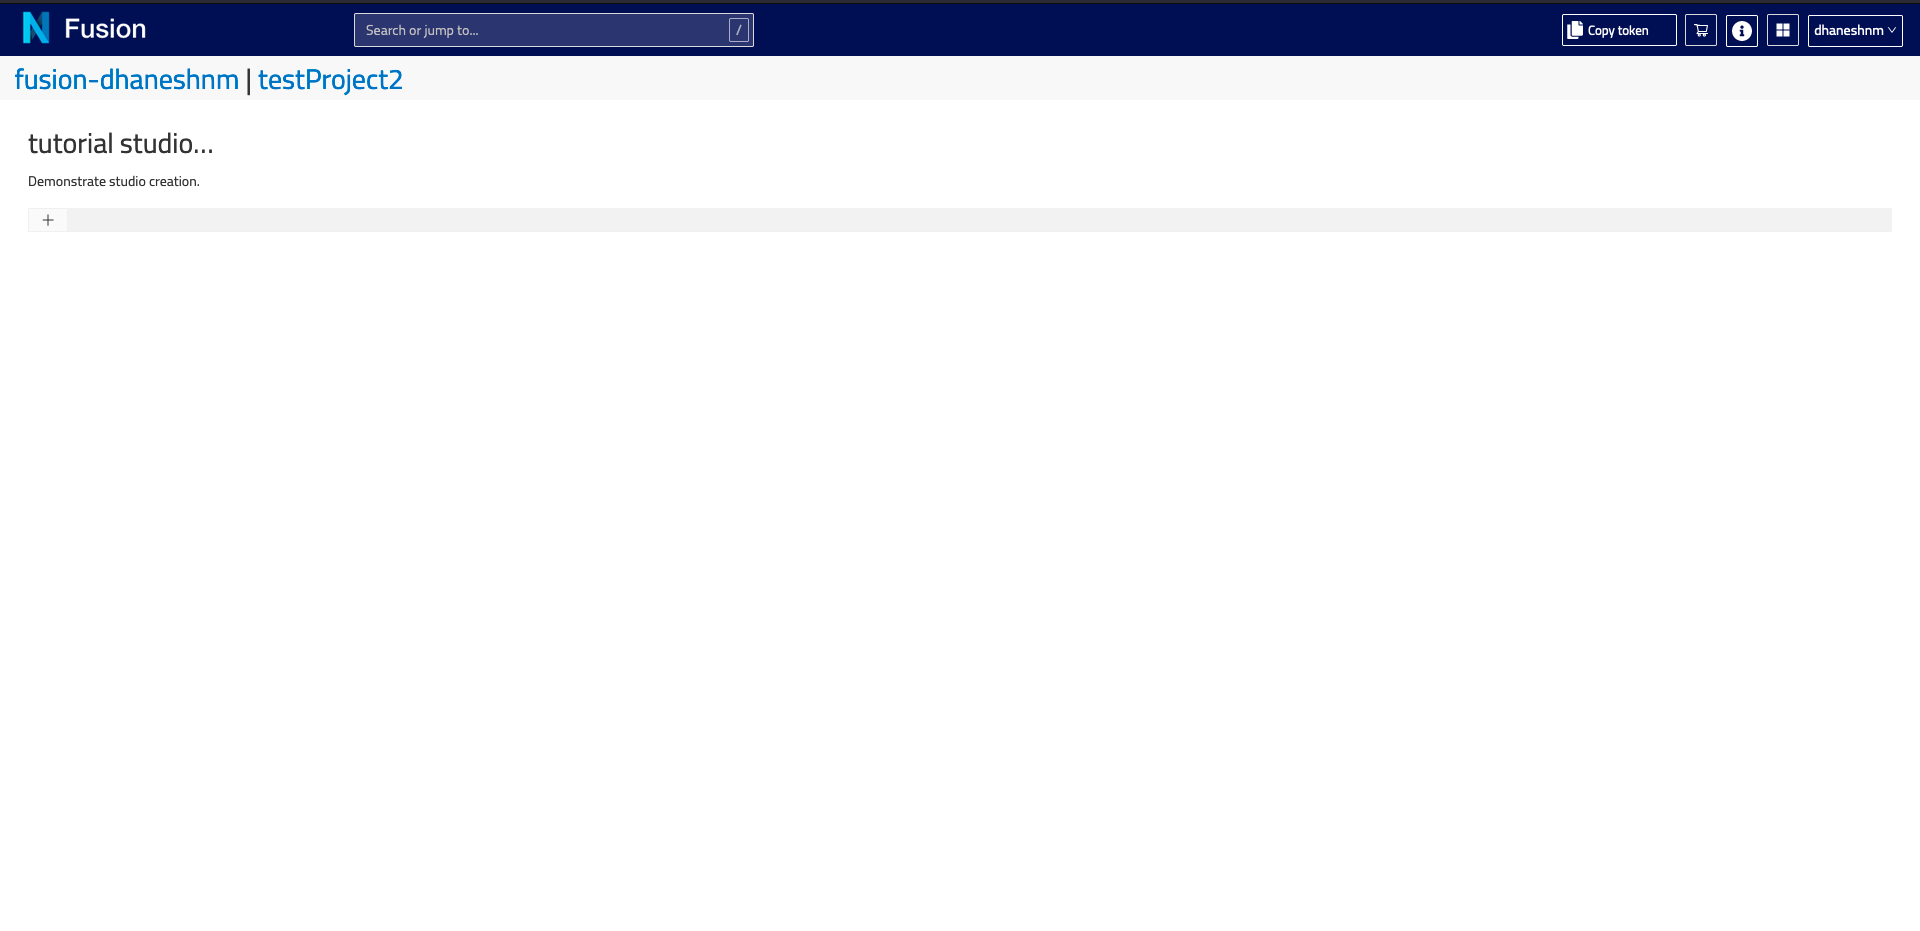 Fusion
Search or jump to...
/
Copy token
dhaneshnm
fusion-dhaneshnm | testProject2
tutorial studio...
Demonstrate studio creation.
+